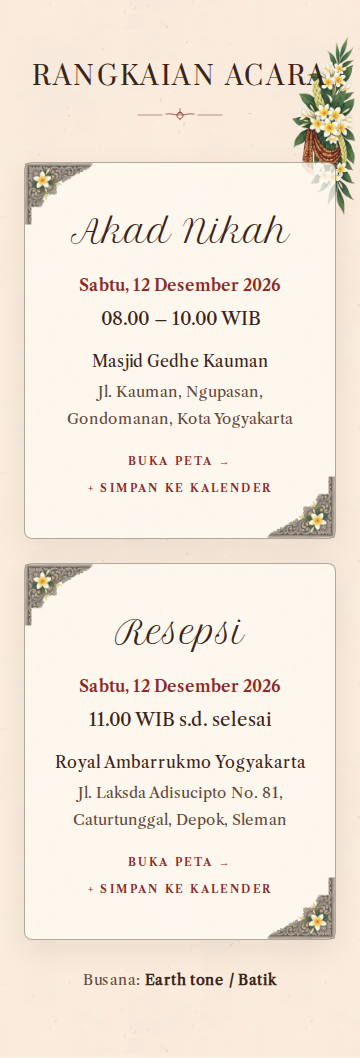 RANGKAIAN ACARA
Akad Nikah
Sabtu, 12 Desember 2026
08.00 – 10.00 WIB
Masjid Gedhe Kauman
Jl. Kauman, Ngupasan,
Gondomanan, Kota Yogyakarta
BUKA PETA →
+ SIMPAN KE KALENDER
Resepsi
Sabtu, 12 Desember 2026
11.00 WIB s.d. selesai
Royal Ambarrukmo Yogyakarta
Jl. Laksda Adisucipto No. 81,
Caturtunggal, Depok, Sleman
BUKA PETA →
+ SIMPAN KE KALENDER
Busana: Earth tone / Batik